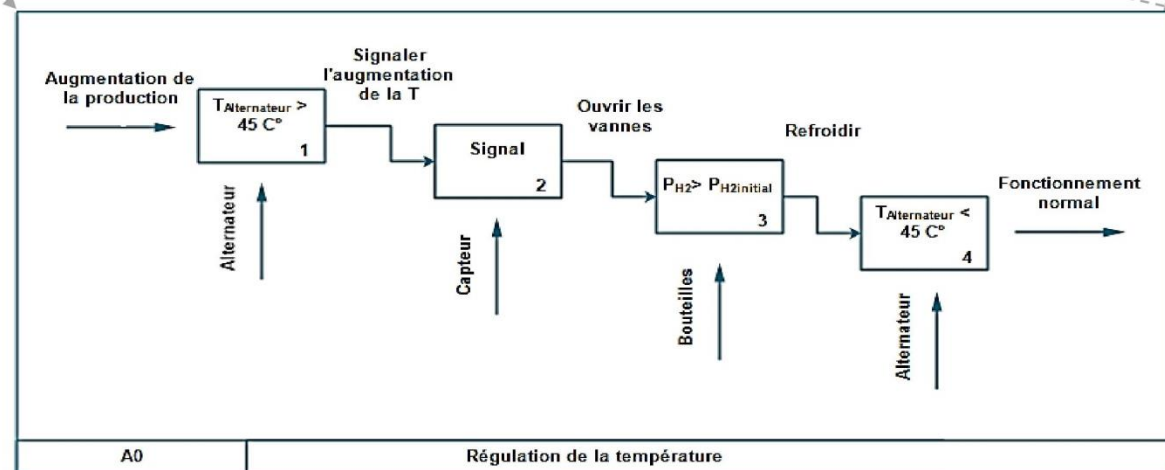 Augmentation de
la production
TAlternateur >
45 C°
1
Alternateur
Signaler
l'augmentation
de la T
Signal
2
Capteur
Ouvrir les
vannes
PH2> PH2initial
3
Bouteilles
Refroidir
TAlternateur <
45 C°
4
Alternateur
Fonctionnement
normal
A0
Régulation de la température